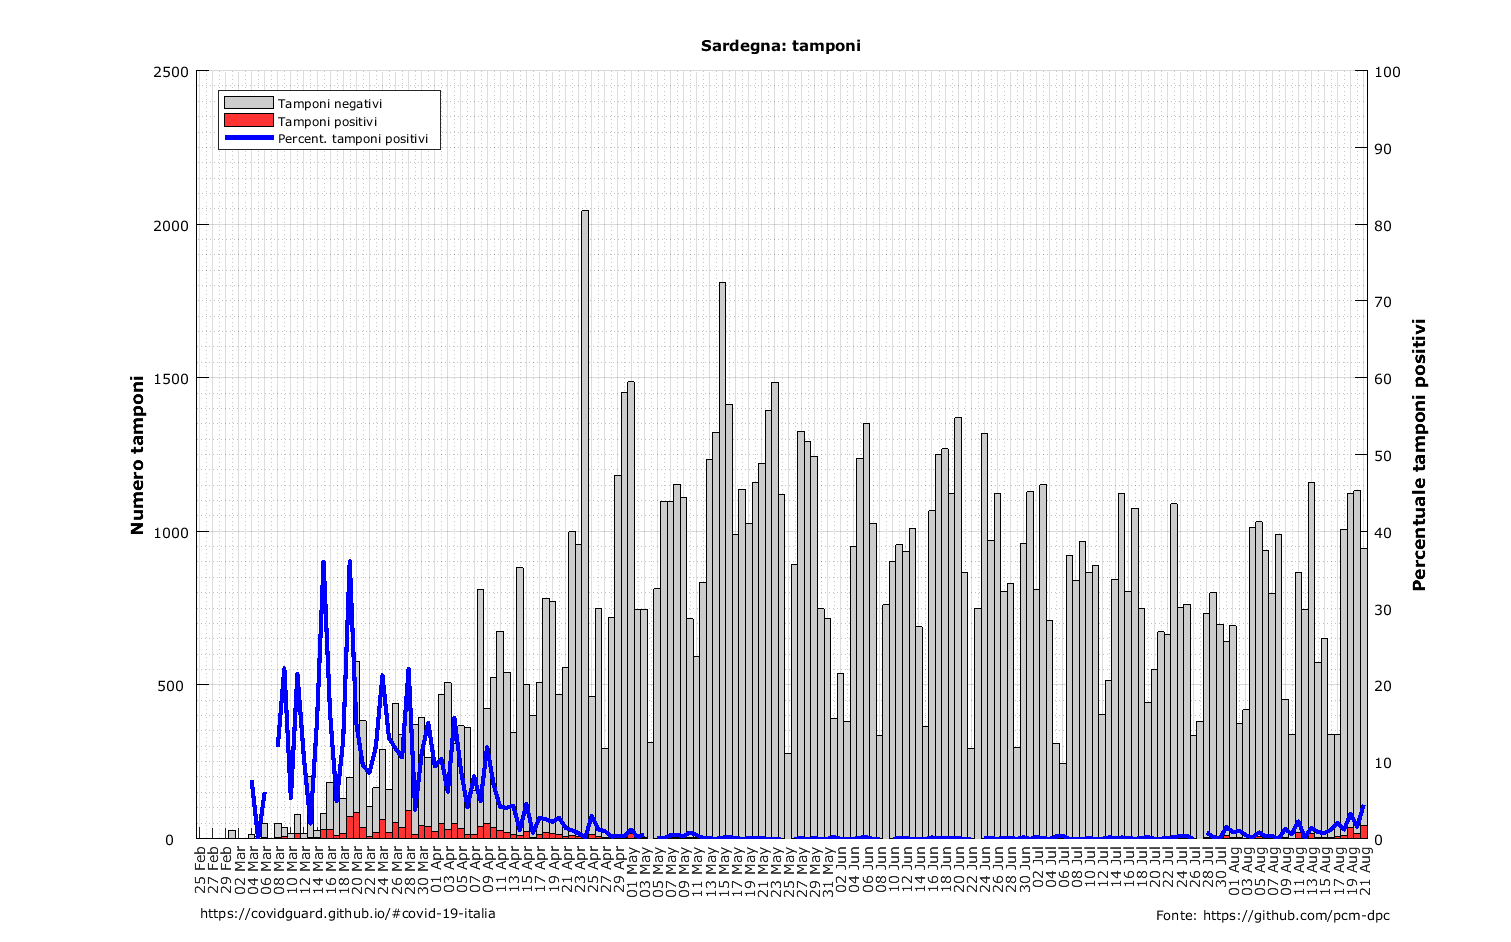 Sardegna: tamponi
Tamponi negativi
Tamponi positivi
Percent. tamponi positivi
Numero tamponi
2500
2000
1500
1000
500
0
Percentuale tamponi positivi
100
90
80
70
60
50
40
30
20
10
0
25 Feb
27 Feb
29 Feb
02 Mar
04 Mar
06 Mar
08 Mar
10 Mar
12 Mar
14 Mar
16 Mar
18 Mar
20 Mar
22 Mar
24 Mar
26 Mar
28 Mar
30 Mar
01 Apr
03 Apr
05 Apr
07 Apr
09 Apr
11 Apr
13 Apr
15 Apr
17 Apr
19 Apr
21 Apr
23 Apr
25 Apr
27 Apr
29 Apr
01 May
03 May
05 May
07 May
09 May
11 May
13 May
15 May
17 May
19 May
21 May
23 May
25 May
27 May
29 May
31 May
02 Jun
04 Jun
06 Jun
08 Jun
10 Jun
12 Jun
14 Jun
16 Jun
18 Jun
20 Jun
22 Jun
24 Jun
26 Jun
28 Jun
30 Jun
02 Jul
04 Jul
06 Jul
08 Jul
10 Jul
12 Jul
14 Jul
16 Jul
18 Jul
20 Jul
22 Jul
24 Jul
26 Jul
28 Jul
30 Jul
01 Aug
03 Aug
05 Aug
07 Aug
09 Aug
11 Aug
13 Aug
15 Aug
17 Aug
19 Aug
21 Aug
https://covidguard.github.io/#covid-19-italia
Fonte: https://github.com/pcm-dpc